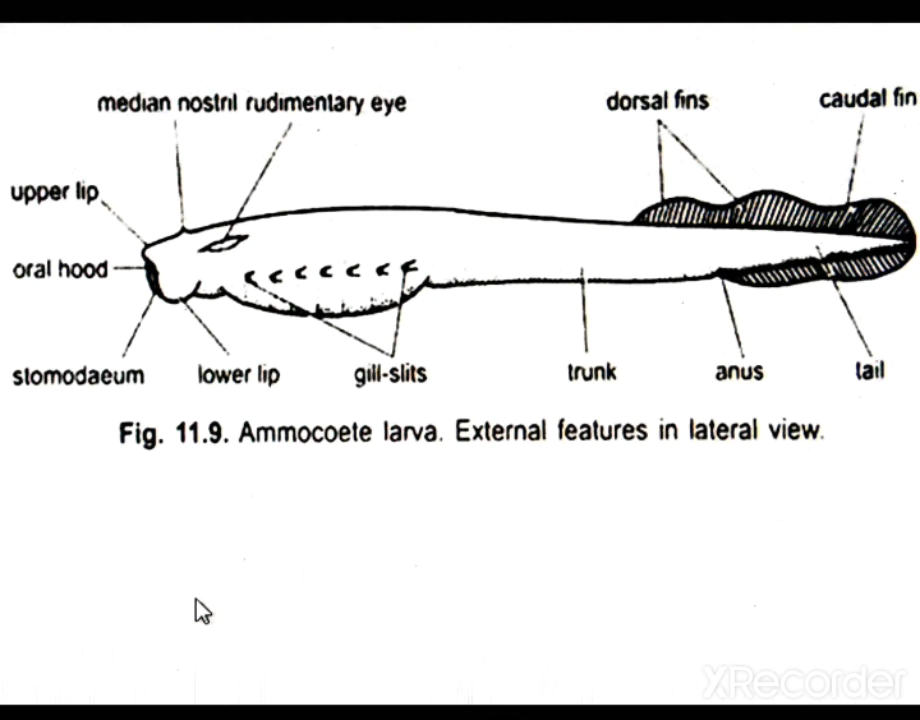 median nostril rudimentary eye
dorsal fins
caudal fin
upper lip
oral hood
stomodaeum
lower lip
gill-slits
trunk
anus
tail
Fig. 11.9. Ammocoete larva. External features in lateral view.
XRecorder